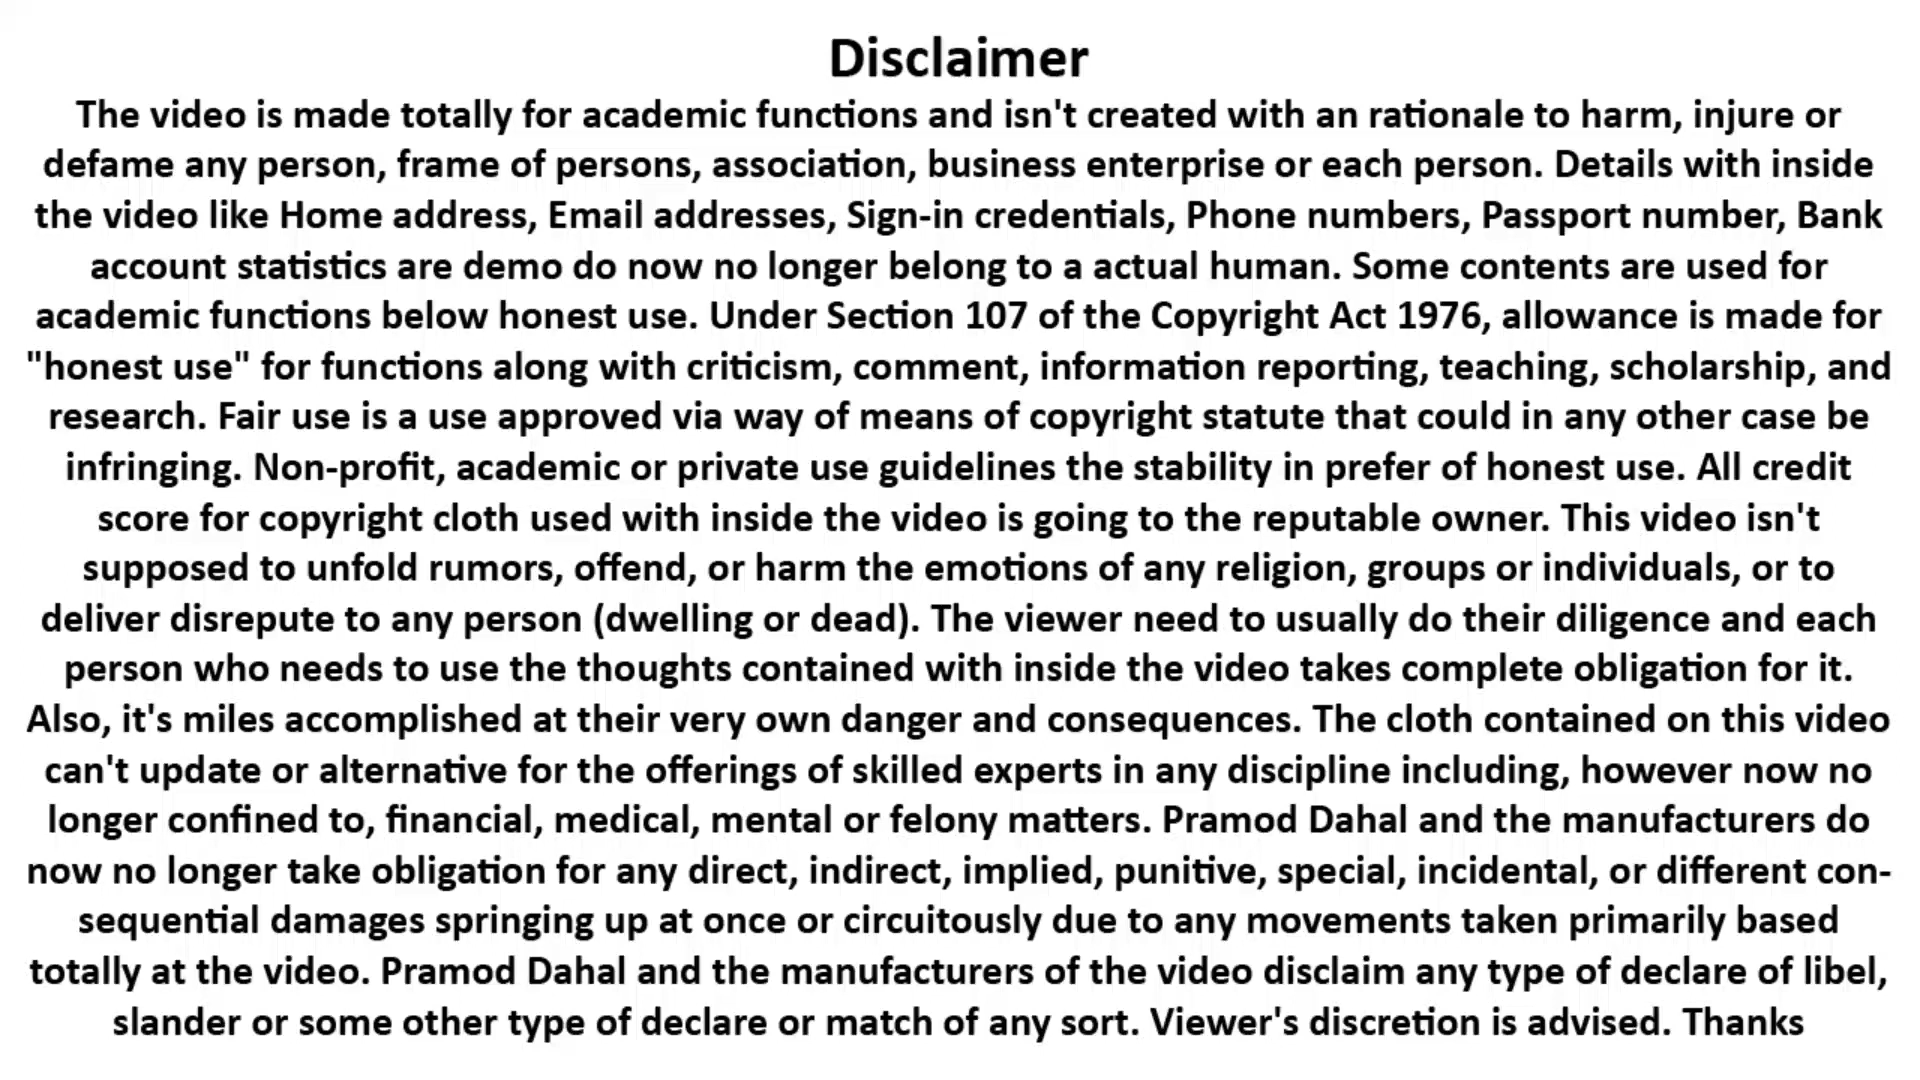 Disclaimer
The video is made totally for academic functions and isn't created with an rationale to harm, injure or
defame any person, frame of persons, association, business enterprise or each person. Details with inside
the video like Home address, Email addresses, Sign-in credentials, Phone numbers, Passport number, Bank
account statistics are demo do now no longer belong to a actual human. Some contents are used for
academic functions below honest use. Under Section 107 of the Copyright Act 1976, allowance is made for
"honest use" for functions along with criticism, comment, information reporting, teaching, scholarship, and
research. Fair use is a use approved via way of means of copyright statute that could in any other case be
infringing. Non-profit, academic or private use guidelines the stability in prefer of honest use. All credit
score for copyright cloth used with inside the video is going to the reputable owner. This video isn't
supposed to unfold rumors, offend, or harm the emotions of any religion, groups or individuals, or to
deliver disrepute to any person (dwelling or dead). The viewer need to usually do their diligence and each
person who needs to use the thoughts contained with inside the video takes complete obligation for it.
Also, it's miles accomplished at their very own danger and consequences. The cloth contained on this video
can't update or alternative for the offerings of skilled experts in any discipline including, however now no
longer confined to, financial, medical, mental or felony matters. Pramod Dahal and the manufacturers do
now no longer take obligation for any direct, indirect, implied, punitive, special, incidental, or different con-
sequential damages springing up at once or circuitously due to any movements taken primarily based
totally at the video. Pramod Dahal and the manufacturers of the video disclaim any type of declare of libel,
slander or some other type of declare or match of any sort. Viewer's discretion is advised. Thanks